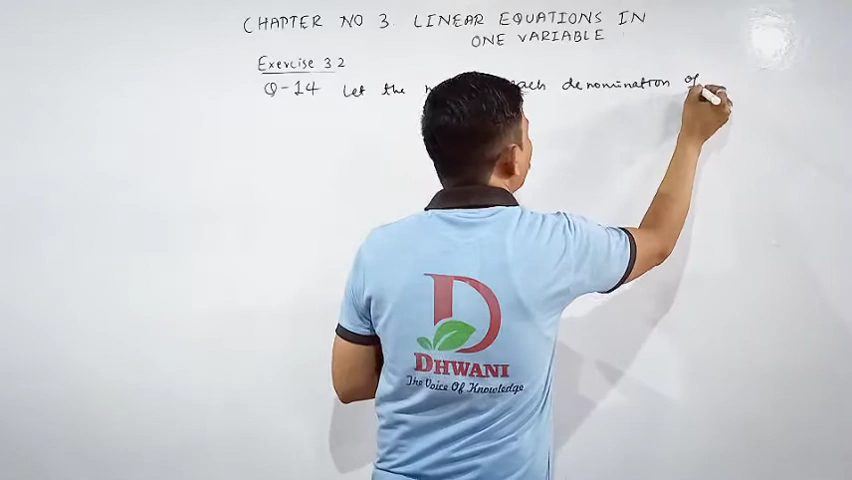 CHAPTER NO 3. LINEAR EQUATIONS IN
ONE VARIABLE
Exercise 3.2
Q-14 Let the denomination of
D
DHWANI
The Voice Of Knowledge